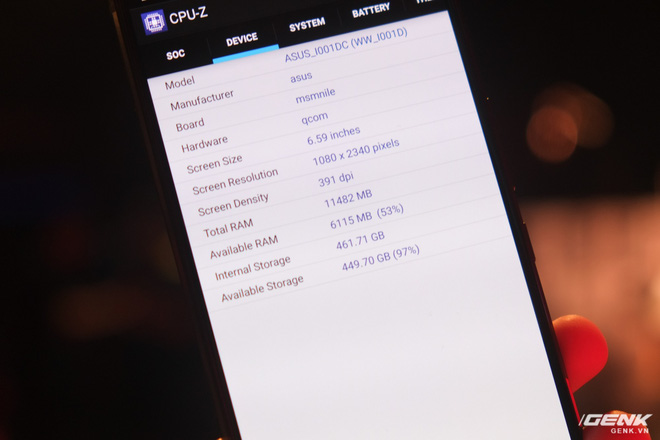 CPU-Z
SOC DEVICE SYSTEM BATTERY
Model ASUS_I001DC (WW_I001D)
Manufacturer asus
Board msmnile
Hardware qcom
Screen Size 6.59 inches
Screen Resolution 1080 x 2340 pixels
Screen Density 391 dpi
Total RAM 11482 MB
Available RAM 6115 MB (53%)
Internal Storage 461.71 GB
Available Storage 449.70 GB (97%)
GENK
GENK.VN